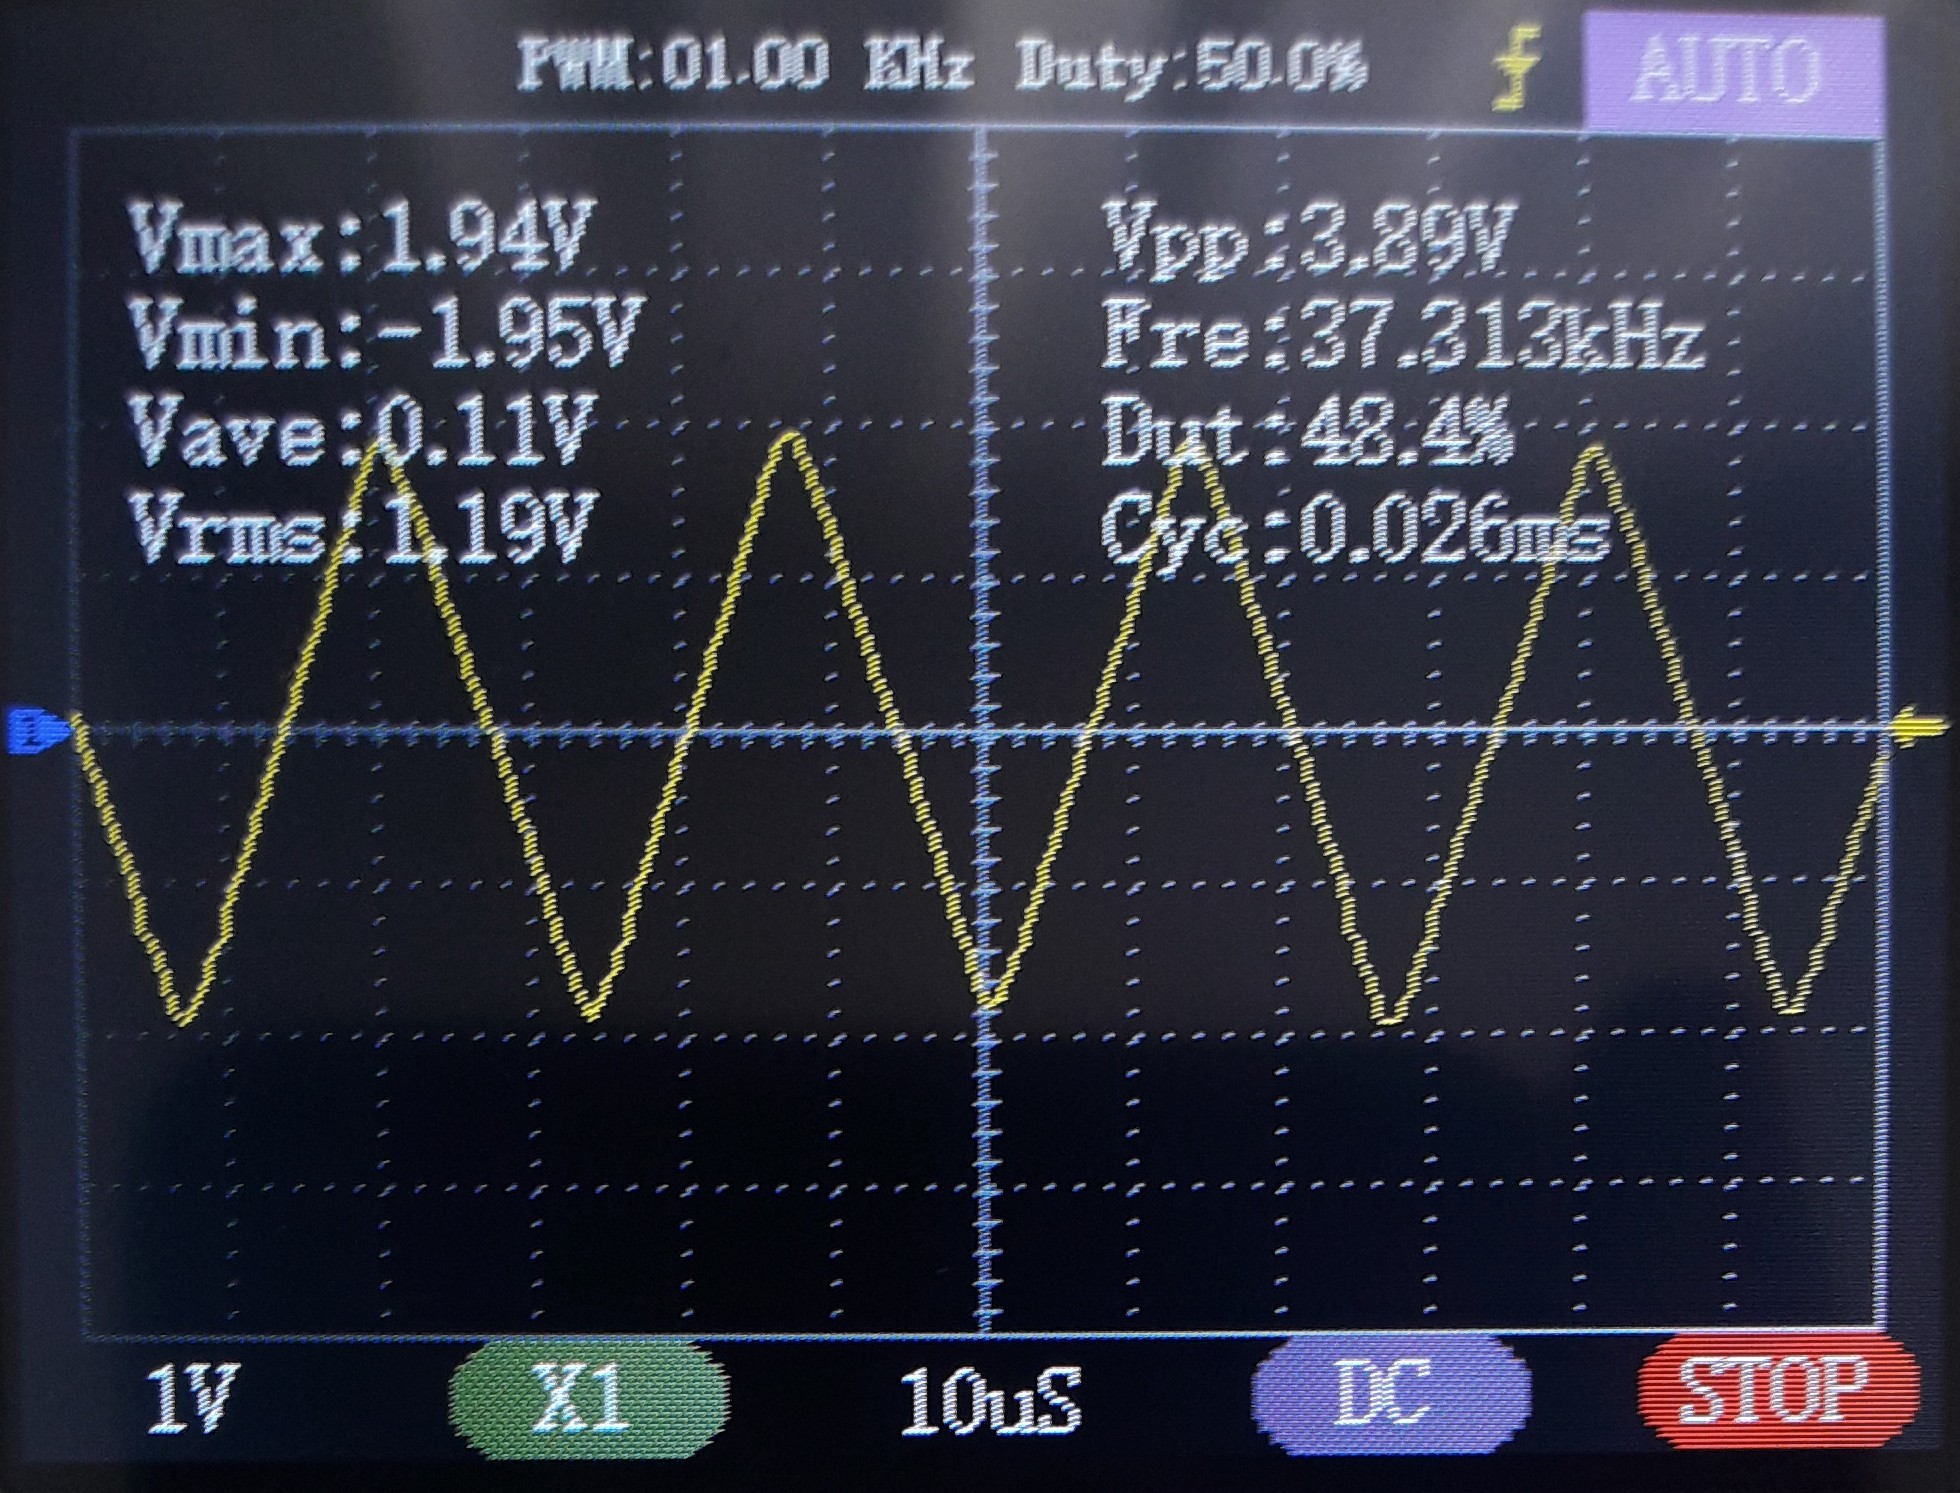 PWM:01.00 KHz Duty:50.0%
AUTO
Vmax:1.94V
Vpp:3.89V
Vmin:-1.95V
Fre:37.313kHz
Vave:0.11V
Dut:48.4%
Vrms:1.19V
Cyc:0.026ms
1V
X1
10uS
DC
STOP